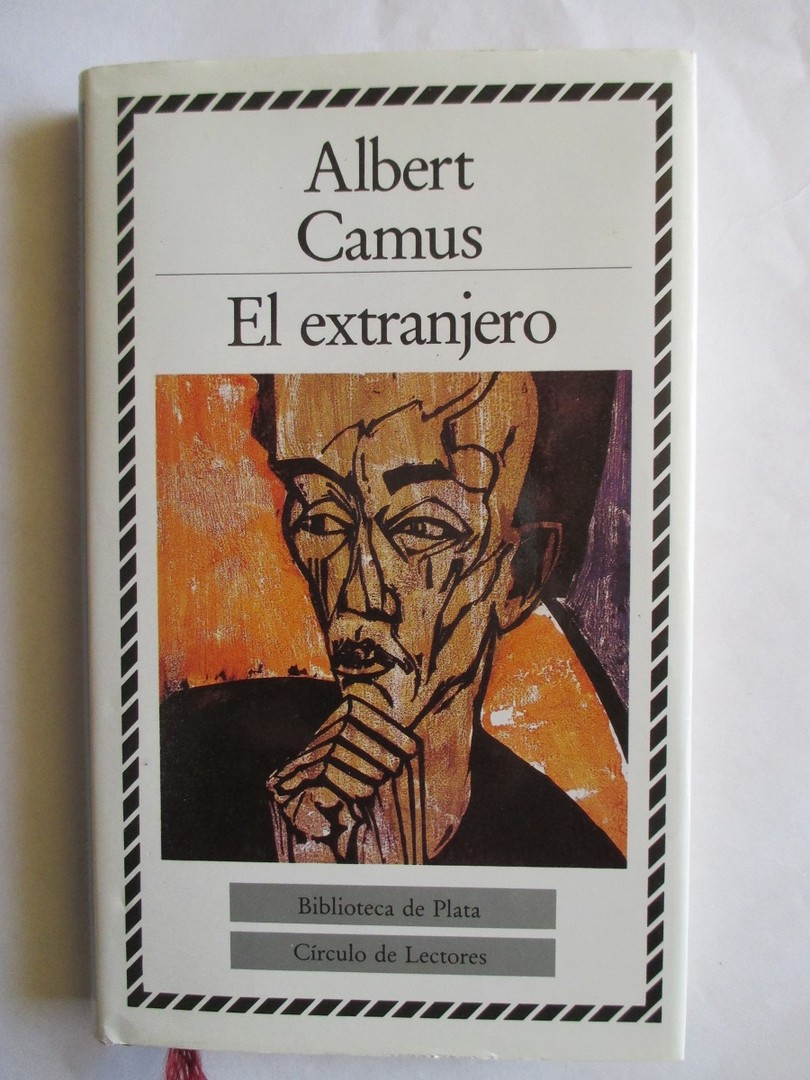 Albert
Camus
El extranjero
Biblioteca de Plata
Círculo de Lectores